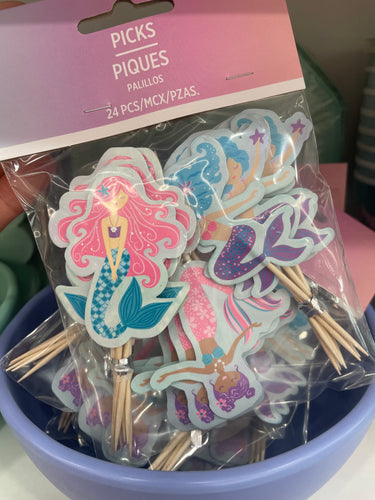 PICKS
PIQUES
PALILLOS
24 PCS/MCX/PZAS.